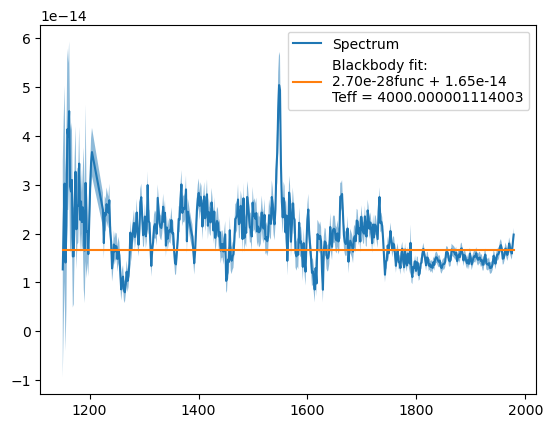 1e−14
6
5
4
3
2
1
0
−1
1200
1400
1600
1800
2000
Spectrum
Blackbody fit:
2.70e-28func + 1.65e-14
Teff = 4000.000001114003